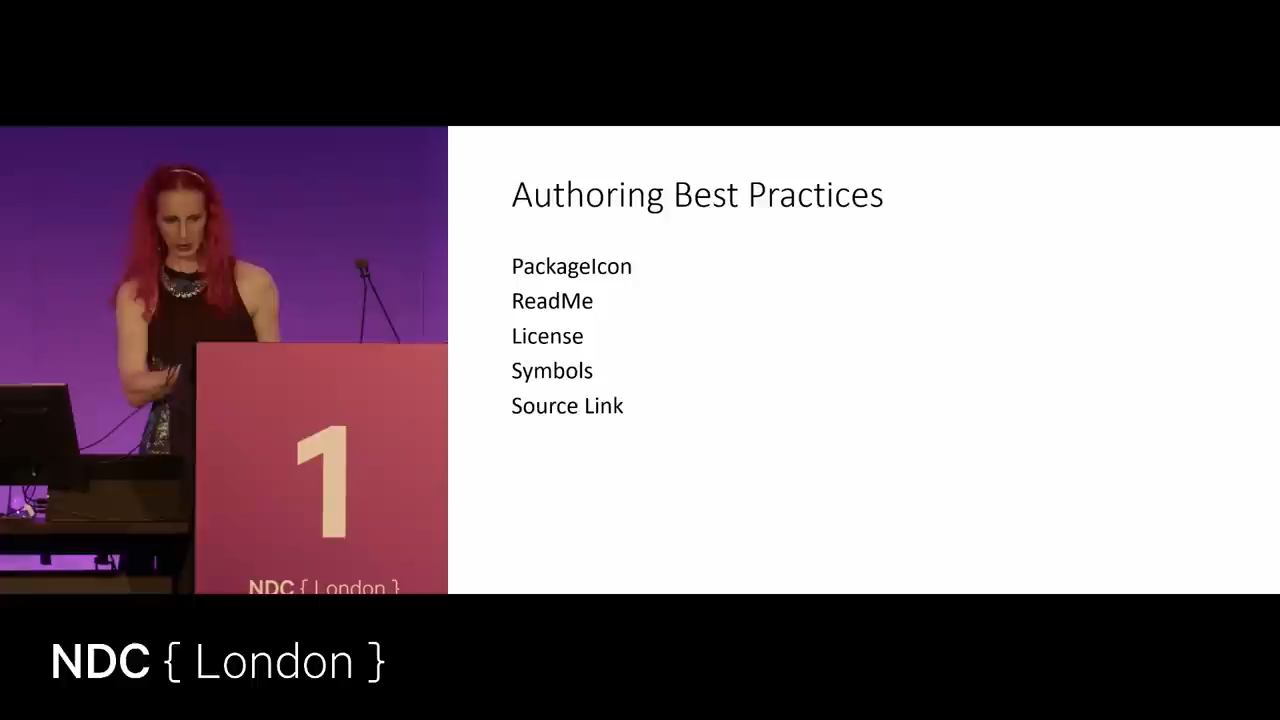 Authoring Best Practices
PackageIcon
ReadMe
License
Symbols
Source Link
1
NDC { London }
NDC { London }